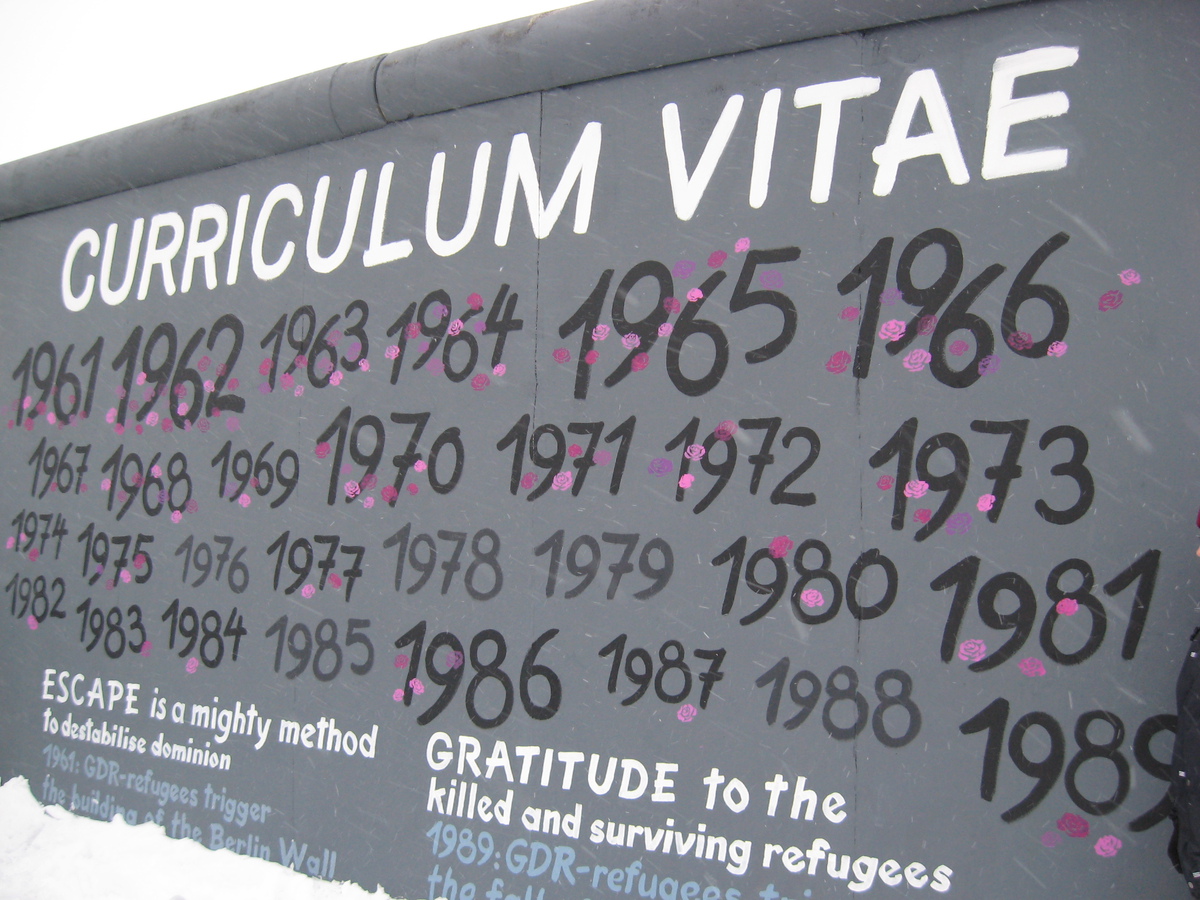 CURRICULUM VITAE
1961 1962 1963 1964 1965 1966
1967 1968 1969 1970 1971 1972 1973
1974 1975 1976 1977 1978 1979 1980 1981
1982 1983 1984 1985 1986 1987 1988 1989
ESCAPE is a mighty method
to destabilise dominion
1961: GDR-refugees trigger
the building of the Berlin Wall
GRATITUDE to the
killed and surviving refugees
1989: GDR-refugees
the